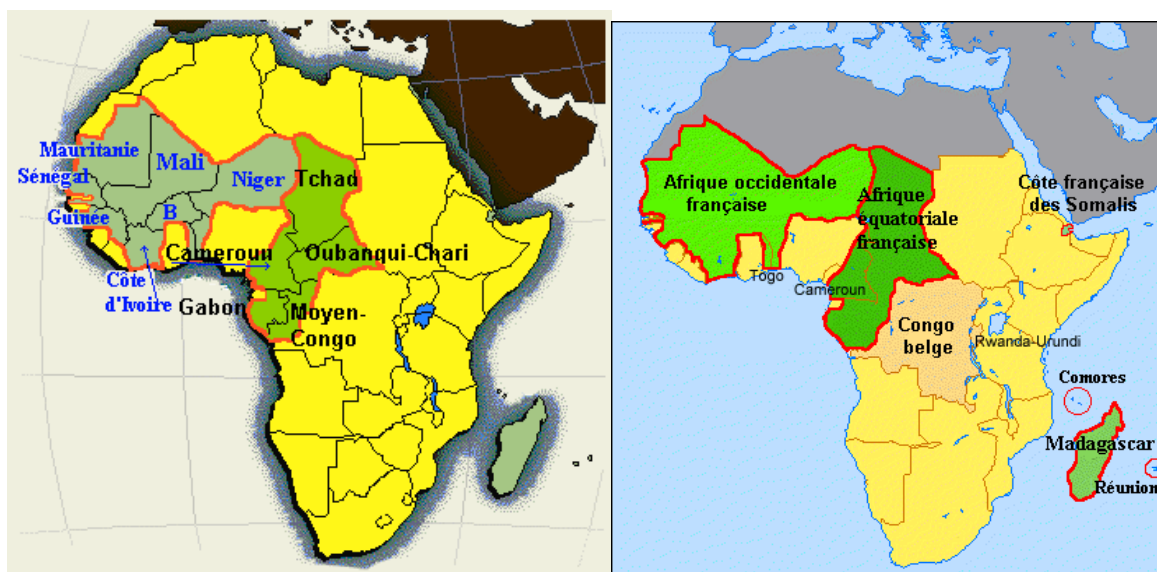 Mauritanie
Mali
Sénégal
Niger
Tchad
Guinée
B
Cameroun
Oubanqui-Chari
Côte
d'Ivoire
Gabon
Moyen-
Congo
Afrique occidentale
française
Afrique
équatoriale
française
Côte française
des Somalis
Togo
Cameroun
Congo
belge
Rwanda-Urundi
Comores
Madagascar
Réunion